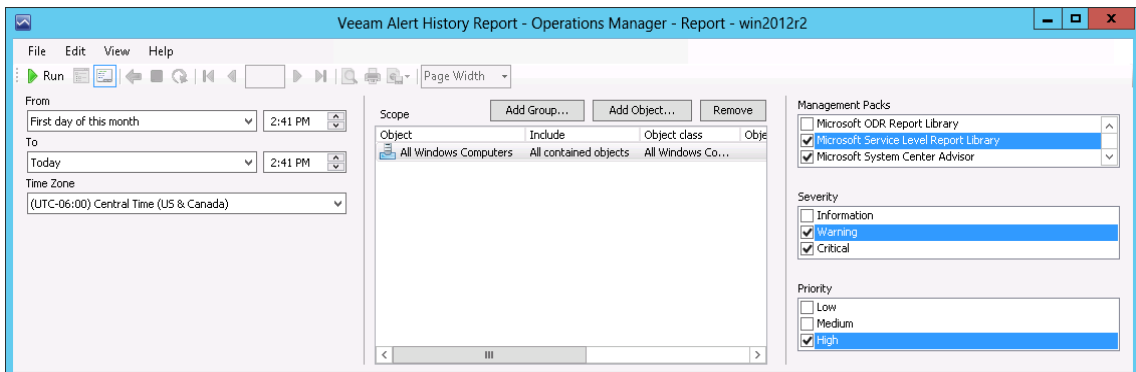 Veeam Alert History Report - Operations Manager - Report - win2012r2
File Edit View Help
Run Page Width
From
First day of this month 2:41 PM
To
Today 2:41 PM
Time Zone
(UTC-06:00) Central Time (US & Canada)
Scope Add Group... Add Object... Remove
Object Include Object class Obje
All Windows Computers All contained objects All Windows Co...
Management Packs
Microsoft ODR Report Library
Microsoft Service Level Report Library
Microsoft System Center Advisor
Severity
Information
Warning
Critical
Priority
Low
Medium
High